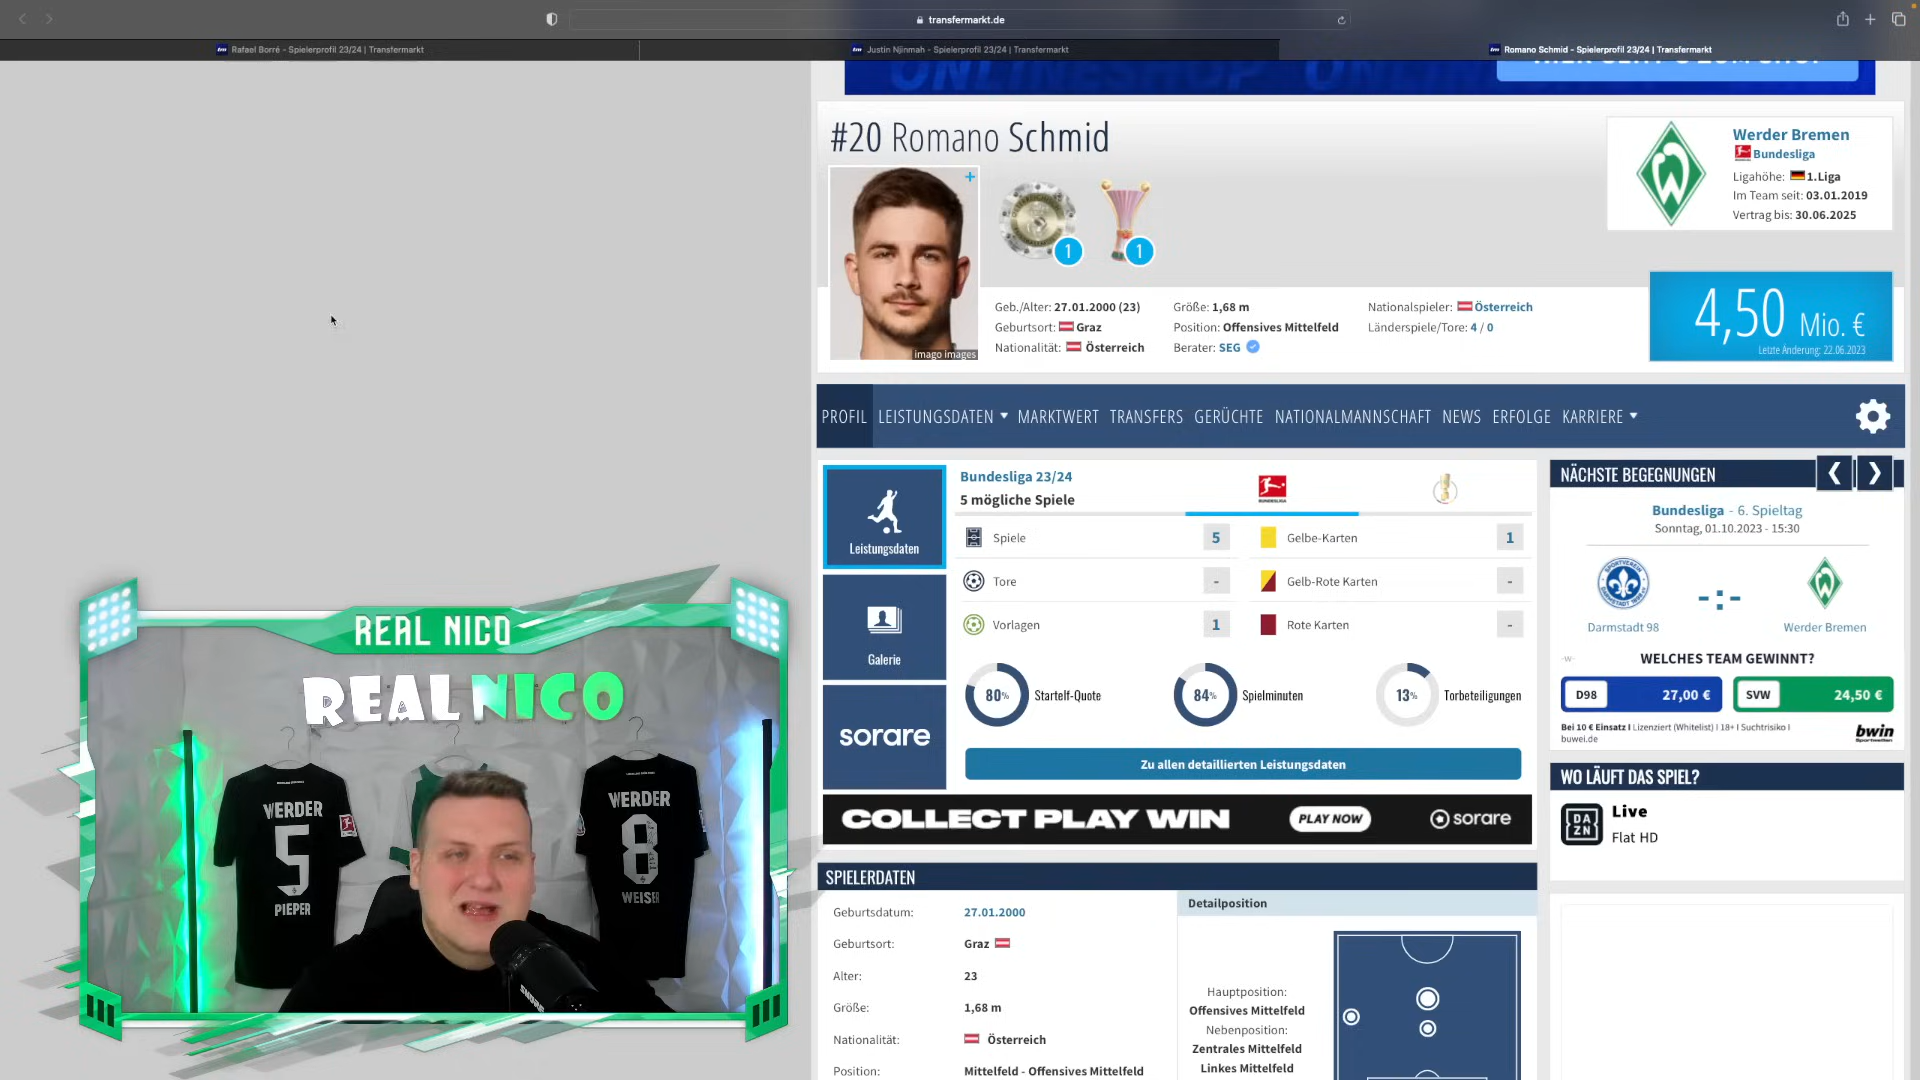 transfermarkt.de
Rafael Borré - Spielerprofil 23/24 | Transfermarkt
Justin Njinmah - Spielerprofil 23/24 | Transfermarkt
Romano Schmid - Spielerprofil 23/24 | Transfermarkt
ONLINESHOP
HIER GEHT'S ZUM SHOP
#20 Romano Schmid
Werder Bremen
Bundesliga
Ligahöhe: 1.Liga
Im Team seit: 03.01.2019
Vertrag bis: 30.06.2025
1
1
imago images
Geb./Alter: 27.01.2000 (23)
Geburtsort: Graz
Nationalität: Österreich
Größe: 1,68 m
Position: Offensives Mittelfeld
Berater: SEG
Nationalspieler: Österreich
Länderspiele/Tore: 4 / 0
4,50 Mio. €
Letzte Änderung: 22.06.2023
PROFIL LEISTUNGSDATEN MARKTWERT TRANSFERS GERÜCHTE NATIONALMANNSCHAFT NEWS ERFOLGE KARRIERE
Leistungsdaten
Galerie
sorare
Bundesliga 23/24
5 mögliche Spiele
BUNDESLIGA
Spiele 5
Gelbe-Karten 1
Tore -
Gelb-Rote Karten -
Vorlagen 1
Rote Karten -
80% Startelf-Quote
84% Spielminuten
13% Torbeteiligungen
Zu allen detaillierten Leistungsdaten
COLLECT PLAY WIN PLAY NOW sorare
NÄCHSTE BEGEGNUNGEN
Bundesliga - 6. Spieltag
Sonntag, 01.10.2023 - 15:30
-:-
Darmstadt 98
Werder Bremen
-W-
WELCHES TEAM GEWINNT?
D98 27,00 €
SVW 24,50 €
Bei 10 € Einsatz I Lizenziert (Whitelist) I 18+ I Suchtrisiko I
buwei.de
bwin
Sportwetten
WO LÄUFT DAS SPIEL?
DAZN
Live
Flat HD
SPIELERDATEN
Geburtsdatum: 27.01.2000
Geburtsort: Graz
Alter: 23
Größe: 1,68 m
Nationalität: Österreich
Position: Mittelfeld - Offensives Mittelfeld
Detailposition
Hauptposition:
Offensives Mittelfeld
Nebenposition:
Zentrales Mittelfeld
Linkes Mittelfeld
REAL NICO
REALNICO
WERDER
5
PIEPER
WERDER
8
WEISER
SHURE